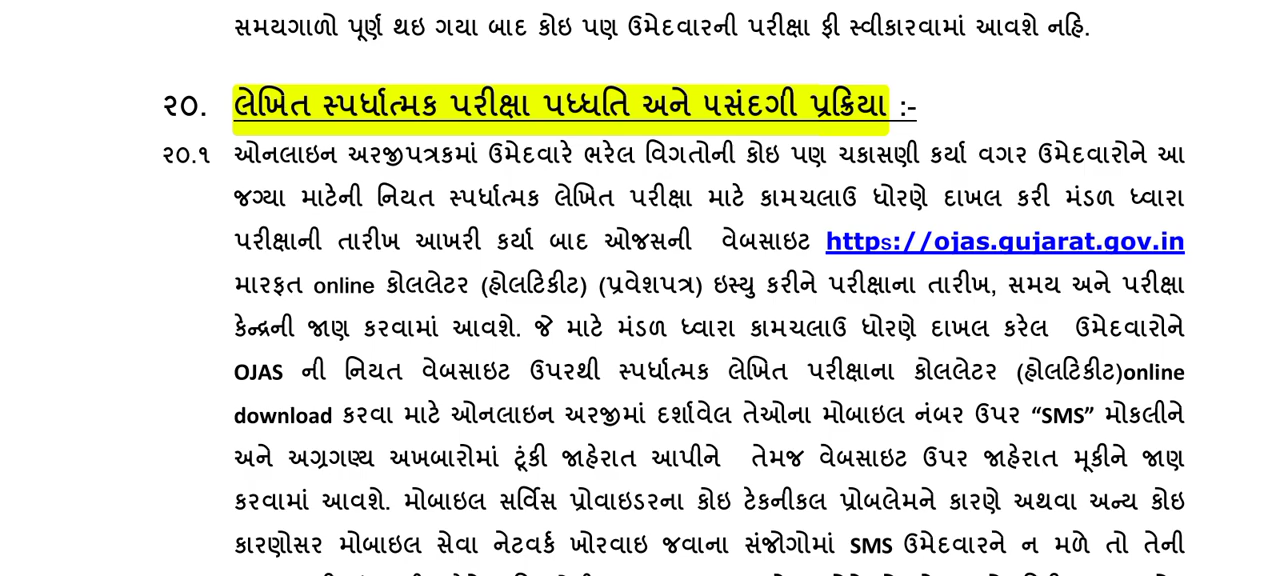 સમયગાળો પૂર્ણ થઇ ગયા બાદ કોઇ પણ ઉમેદવારની પરીક્ષા ફી સ્વીકારવામાં આવશે નહિ.
૨૦. લેખિત સ્પર્ધાત્મક પરીક્ષા પધ્ધતિ અને પસંદગી પ્રક્રિયા :-
૨૦.૧ ઓનલાઇન અરજીપત્રકમાં ઉમેદવારે ભરેલ વિગતોની કોઇ પણ ચકાસણી કર્યા વગર ઉમેદવારોને આ
જગ્યા માટેની નિયત સ્પર્ધાત્મક લેખિત પરીક્ષા માટે કામચલાઉ ધોરણે દાખલ કરી મંડળ ધ્વારા
પરીક્ષાની તારીખ આખરી કર્યા બાદ ઓજસની વેબસાઇટ https://ojas.gujarat.gov.in
મારફત online કોલલેટર (હોલટિકીટ) (પ્રવેશપત્ર) ઇસ્યુ કરીને પરીક્ષાના તારીખ, સમય અને પરીક્ષા
કેન્દ્રની જાણ કરવામાં આવશે. જે માટે મંડળ ધ્વારા કામચલાઉ ધોરણે દાખલ કરેલ ઉમેદવારોને
OJAS ની નિયત વેબસાઇટ ઉપરથી સ્પર્ધાત્મક લેખિત પરીક્ષાના કોલલેટર (હોલટિકીટ)online
download કરવા માટે ઓનલાઇન અરજીમાં દર્શાવેલ તેઓના મોબાઇલ નંબર ઉપર “SMS” મોકલીને
અને અગ્રગણ્ય અખબારોમાં ટૂંકી જાહેરાત આપીને તેમજ વેબસાઇટ ઉપર જાહેરાત મૂકીને જાણ
કરવામાં આવશે. મોબાઇલ સર્વિસ પ્રોવાઇડરના કોઇ ટેકનીકલ પ્રોબલેમને કારણે અથવા અન્ય કોઇ
કારણોસર મોબાઇલ સેવા નેટવર્ક ખોરવાઇ જવાના સંજોગોમાં SMS ઉમેદવારને ન મળે તો તેની